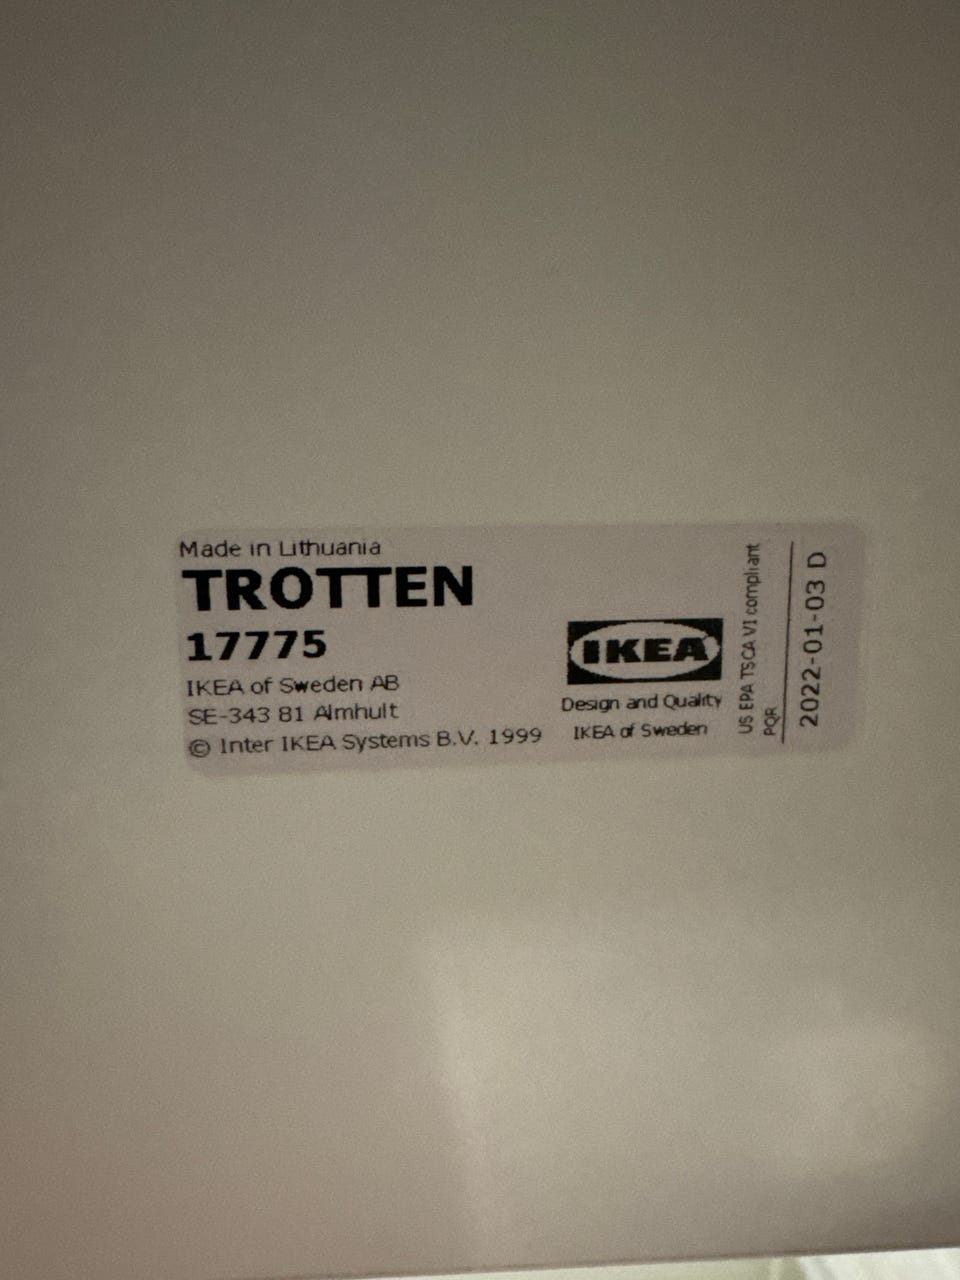 Made in Lithuania
TROTTEN
17775
IKEA of Sweden AB
SE-343 81 Älmhult
© Inter IKEA Systems B.V. 1999
IKEA
Design and Quality
IKEA of Sweden
US EPA TSCA VI compliant
PQR
2022-01-03 D